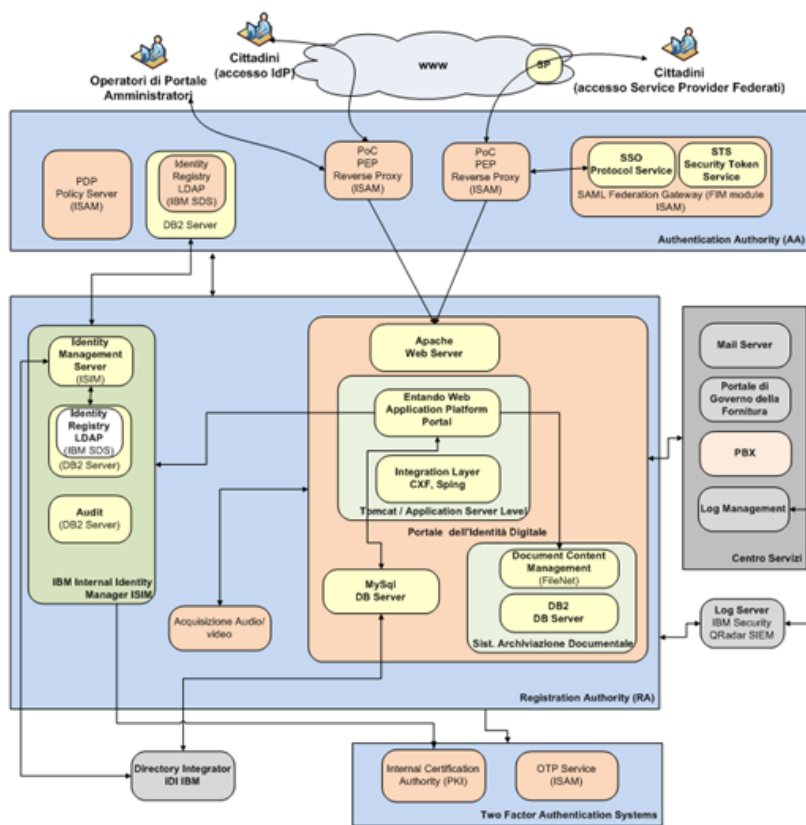 Cittadini
(accesso IdP)
www
SP
Operatori di Portale
Amministratori
Cittadini
(accesso Service Provider Federati)
PDP
Policy Server
(ISAM)
Identity
Registry
LDAP
(IBM SDS)
DB2 Server
PoC
PEP
Reverse Proxy
(ISAM)
PoC
PEP
Reverse Proxy
(ISAM)
SSO
Protocol Service
STS
Security Token
Service
SAML Federation Gateway (FIM module
ISAM)
Authentication Authority (AA)
Identity
Management
Server
(ISIM)
Identity
Registry
LDAP
(IBM SDS)
(DB2 Server)
Audit
(DB2 Server)
IBM Internal Identity
Manager ISIM
Apache
Web Server
Entando Web
Application Platform
Portal
Integration Layer
CXF, Sping
Tomcat / Application Server Level
Portale dell'Identità Digitale
MySql
DB Server
Document Content
Management
(FileNet)
DB2
DB Server
Sist. Archiviazione Documentale
Acquisizione Audio/
video
Registration Authority (RA)
Mail Server
Portale di
Governo della
Fornitura
PBX
Log Management
Centro Servizi
Log Server
IBM Security
QRadar SIEM
Directory Integrator
IDI IBM
Internal Certification
Authority (PKI)
OTP Service
(ISAM)
Two Factor Authentication Systems